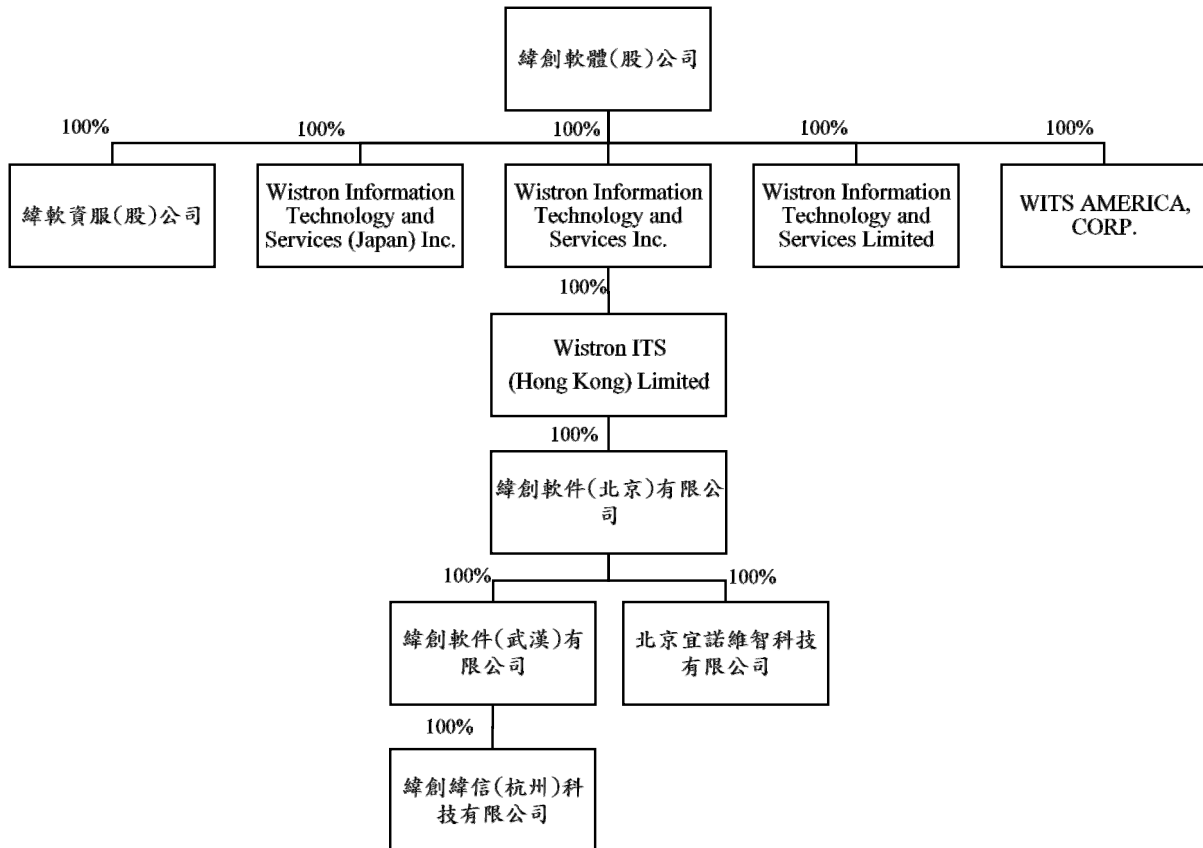 緯創軟體(股)公司
100%
100%
100%
100%
100%
緯軟資服(股)公司
Wistron Information
Technology and
Services (Japan) Inc.
Wistron Information
Technology and
Services Inc.
Wistron Information
Technology and
Services Limited
WITS AMERICA,
CORP.
100%
Wistron ITS
(Hong Kong) Limited
100%
緯創軟件(北京)有限公
司
100%
100%
緯創軟件(武漢)有
限公司
北京宜諾維智科技
有限公司
100%
緯創緯信(杭州)科
技有限公司